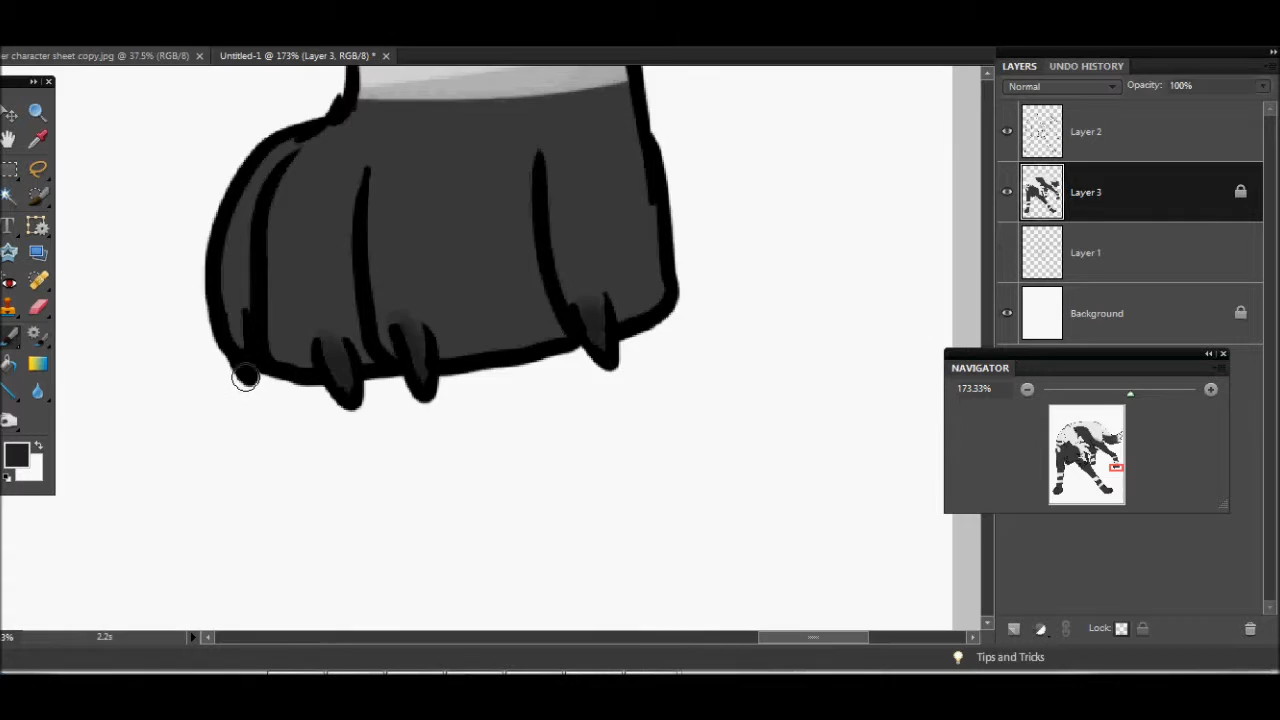 er character sheet copy.jpg @ 37.5% (RGB/8)
Untitled-1 @ 173% (Layer 3, RGB/8) *
LAYERS
UNDO HISTORY
Normal
Opacity: 100%
Layer 2
Layer 3
Layer 1
Background
NAVIGATOR
173.33%
T
3%
2.2s
Lock:
Tips and Tricks